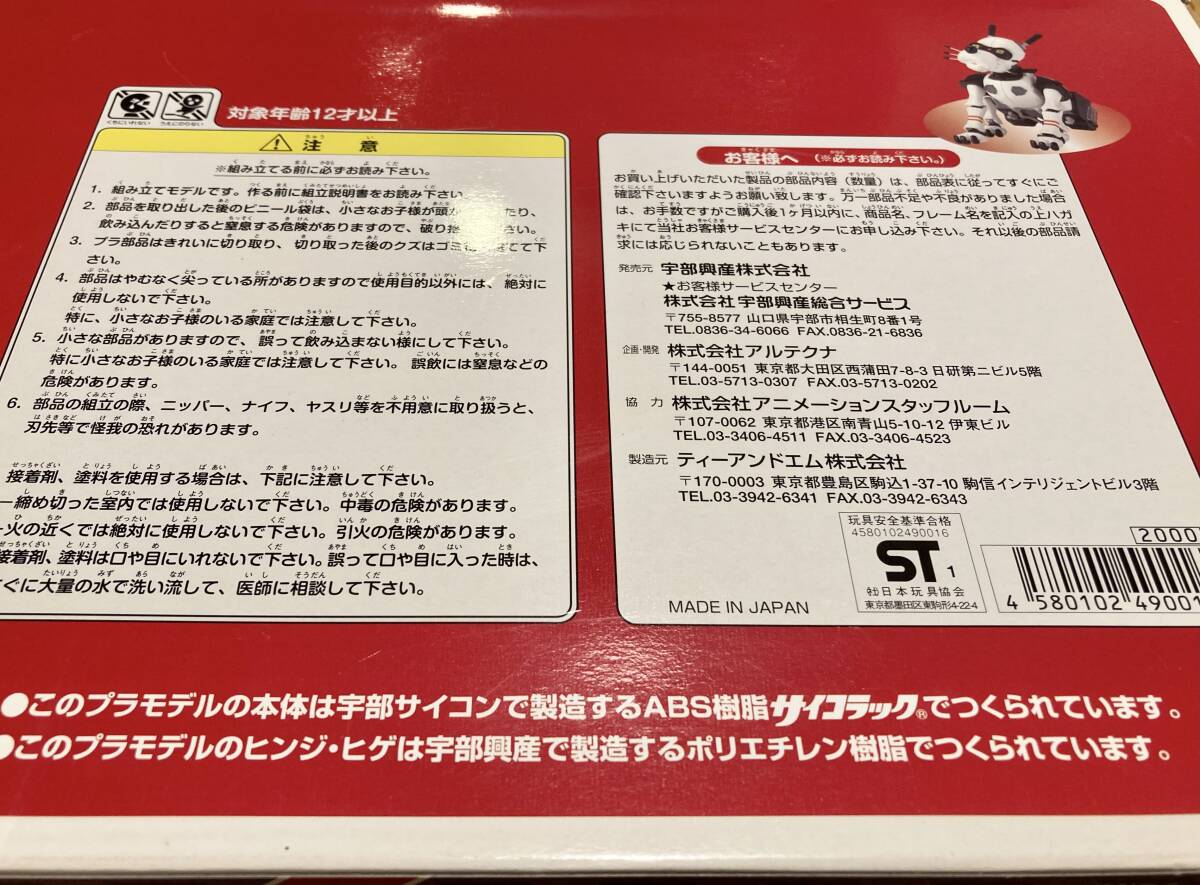 くちにいれない うえにのらない
対象年齢12才以上
注意
※組み立てる前に必ずお読み下さい。
1. 組み立てモデルです。作る前に組立説明書をお読み下さい
2. 部品を取り出した後のビニール袋は、小さなお子様が頭か たり、
飲み込んだりすると窒息する危険がありますので、破り捨 さい。
3. プラ部品はきれいに切り取り、切り取った後のクズはゴミ てて下
さい。
4. 部品はやむなく尖っている所がありますので使用目的以外には、絶対に
使用しないで下さい。
特に、小さなお子様のいる家庭では注意して下さい。
5. 小さな部品がありますので、誤って飲み込まない様にして下さい。
特に小さなお子様のいる家庭では注意して下さい。誤飲には窒息などの
危険があります。
6. 部品の組立の際、ニッパー、ナイフ、ヤスリ等を不用意に取り扱うと、
刃先等で怪我の恐れがあります。
接着剤、塗料を使用する場合は、下記に注意して下さい。
締め切った室内では使用しないで下さい。中毒の危険があります。
火の近くでは絶対に使用しないで下さい。引火の危険があります。
接着剤、塗料は口や目にいれないで下さい。誤って口や目に入った時は、
ぐに大量の水で洗い流して、医師に相談して下さい。
お客様へ (※必ずお読み下さい。)
お買い上げいただいた製品の部品内容(数量)は、部品表に従ってすぐにご
確認下さいますようお願い致します。万一部品不足や不良がありました場合
は、お手数ですがご購入後1ヶ月以内に、商品名、フレーム名を記入の上ハガ
キにて当社お客様サービスセンターにお申し込み下さい。それ以後の部品請
求には応じられないこともあります。
発売元 宇部興産株式会社
★お客様サービスセンター
株式会社宇部興産総合サービス
〒755-8577 山口県宇部市相生町8番1号
TEL.0836-34-6066 FAX.0836-21-6836
企画・開発 株式会社アルテクナ
〒144-0051 東京都大田区西蒲田7-8-3 日研第二ビル5階
TEL.03-5713-0307 FAX.03-5713-0202
協力 株式会社アニメーションスタッフルーム
〒107-0062 東京都港区南青山5-10-12 伊東ビル
TEL.03-3406-4511 FAX.03-3406-4523
製造元 ティーアンドエム株式会社
〒170-0003 東京都豊島区駒込1-37-10 駒信インテリジェントビル3階
TEL.03-3942-6341 FAX.03-3942-6343
玩具安全基準合格
4580102490016
ST 1
㈳日本玩具協会
東京都墨田区東駒形4-22-4
MADE IN JAPAN
2000
4 580102 49001
●このプラモデルの本体は宇部サイコンで製造するABS樹脂サイコラック®でつくられています。
●このプラモデルのヒンジ・ヒゲは宇部興産で製造するポリエチレン樹脂でつくられています。